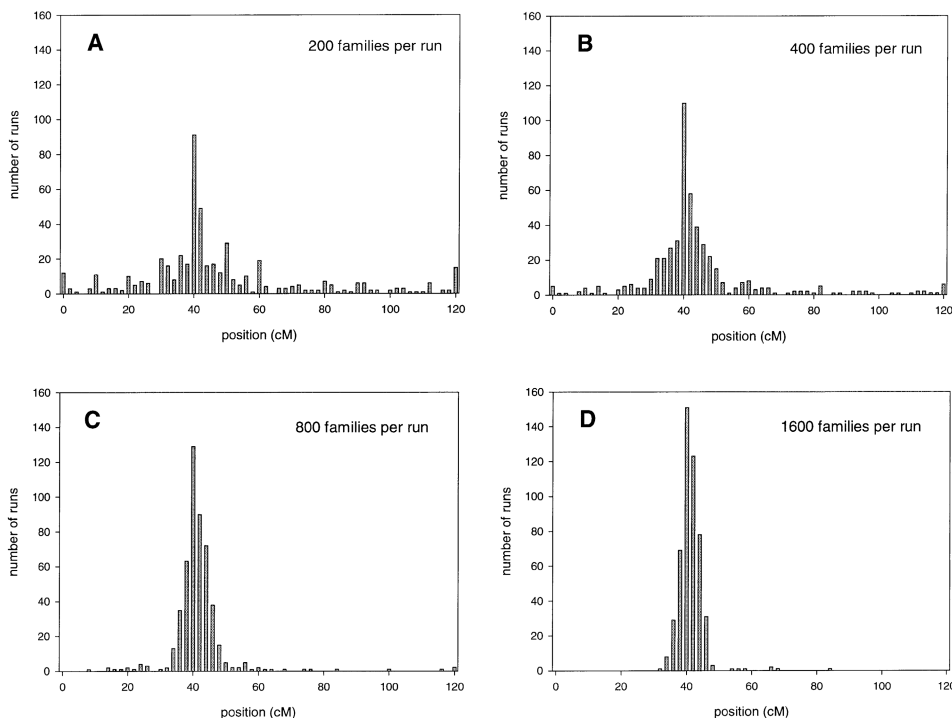 A
200 families per run
160
140
120
100
80
60
40
20
0
number of runs
0 20 40 60 80 100 120
position (cM)
B
400 families per run
160
140
120
100
80
60
40
20
0
number of runs
0 20 40 60 80 100 120
position (cM)
C
800 families per run
160
140
120
100
80
60
40
20
0
number of runs
0 20 40 60 80 100 120
position (cM)
D
1600 families per run
160
140
120
100
80
60
40
20
0
number of runs
0 20 40 60 80 100 120
position (cM)